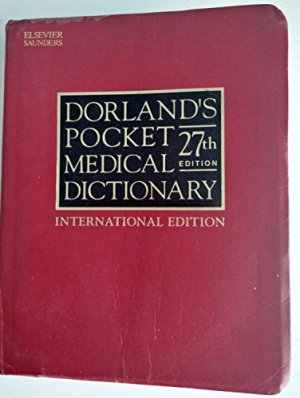 ELSEVIER
SAUNDERS
DORLAND'S
POCKET 27th
MEDICAL EDITION
DICTIONARY
INTERNATIONAL EDITION